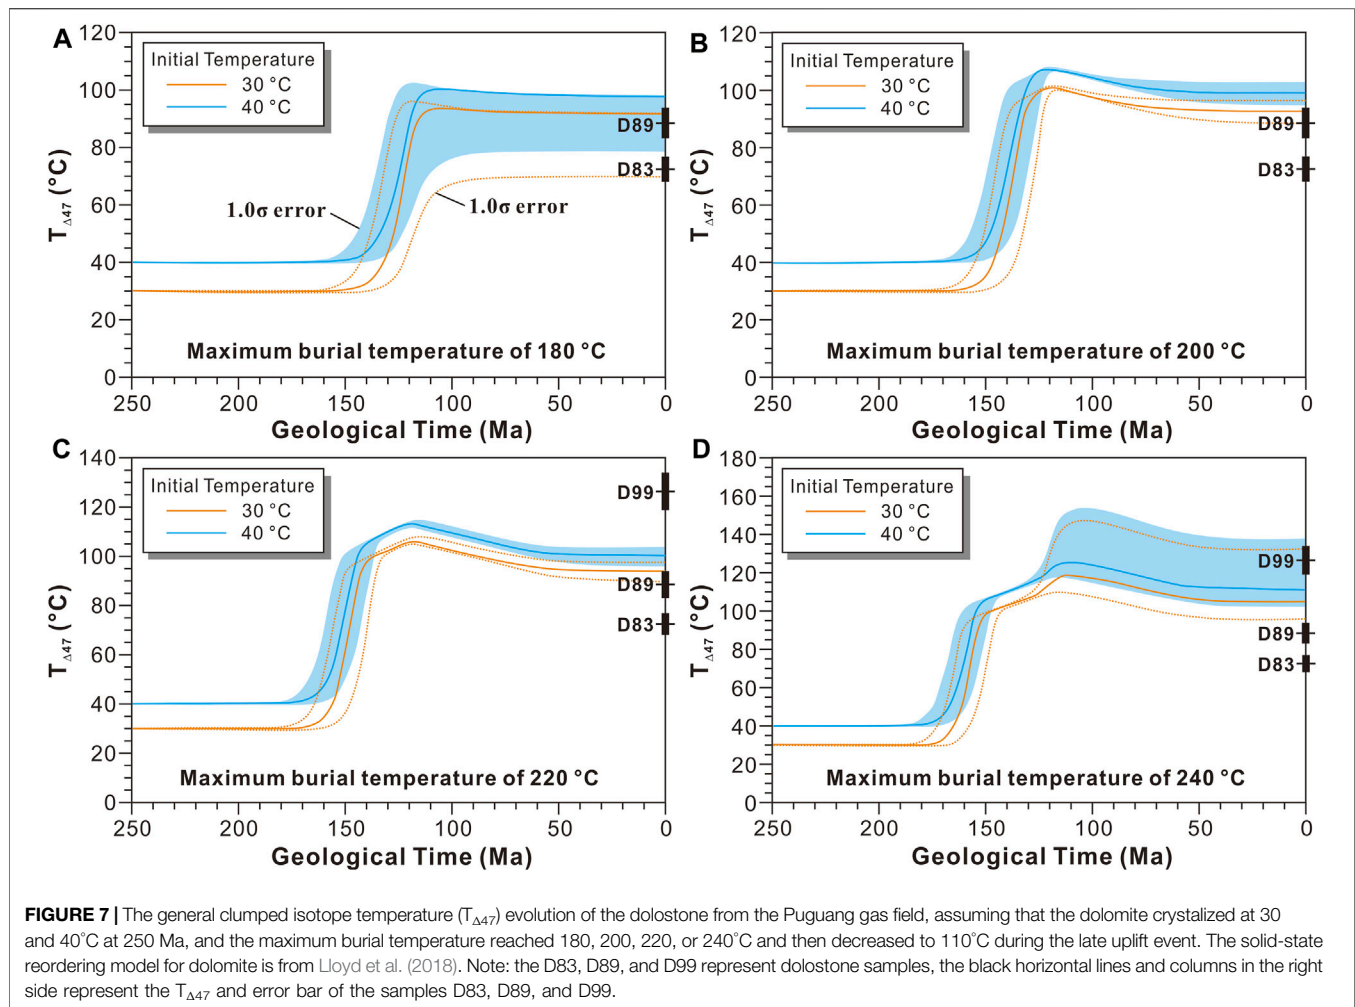 A
120
100
80
60
40
20
0
T∆47 (°C)
Initial Temperature
30 °C
40 °C
1.0σ error
1.0σ error
D89
D83
Maximum burial temperature of 180 °C
250 200 150 100 50 0
Geological Time (Ma)
B
120
100
80
60
40
20
0
T∆47 (°C)
Initial Temperature
30 °C
40 °C
D89
D83
Maximum burial temperature of 200 °C
250 200 150 100 50 0
Geological Time (Ma)
C
140
120
100
80
60
40
20
0
T∆47 (°C)
Initial Temperature
30 °C
40 °C
D99
D89
D83
Maximum burial temperature of 220 °C
250 200 150 100 50 0
Geological Time (Ma)
D
180
160
140
120
100
80
60
40
20
0
T∆47 (°C)
Initial Temperature
30 °C
40 °C
D99
D89
D83
Maximum burial temperature of 240 °C
250 200 150 100 50 0
Geological Time (Ma)
FIGURE 7 | The general clumped isotope temperature (T∆47) evolution of the dolostone from the Puguang gas field, assuming that the dolomite crystalized at 30
and 40°C at 250 Ma, and the maximum burial temperature reached 180, 200, 220, or 240°C and then decreased to 110°C during the late uplift event. The solid-state
reordering model for dolomite is from Lloyd et al. (2018). Note: the D83, D89, and D99 represent dolostone samples, the black horizontal lines and columns in the right
side represent the T∆47 and error bar of the samples D83, D89, and D99.